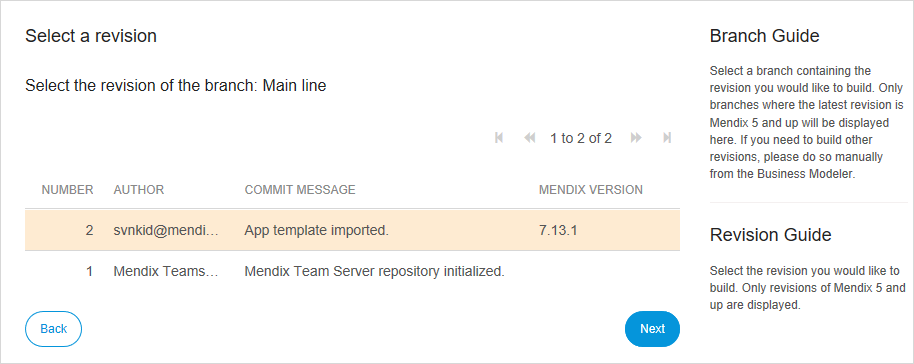 Select a revision
Select the revision of the branch: Main line
1 to 2 of 2
NUMBER AUTHOR COMMIT MESSAGE MENDIX VERSION
2 svnkid@mendi... App template imported. 7.13.1
1 Mendix Teams... Mendix Team Server repository initialized.
Back Next
Branch Guide
Select a branch containing the
revision you would like to build. Only
branches where the latest revision is
Mendix 5 and up will be displayed
here. If you need to build other
revisions, please do so manually
from the Business Modeler.
Revision Guide
Select the revision you would like to
build. Only revisions of Mendix 5 and
up are displayed.